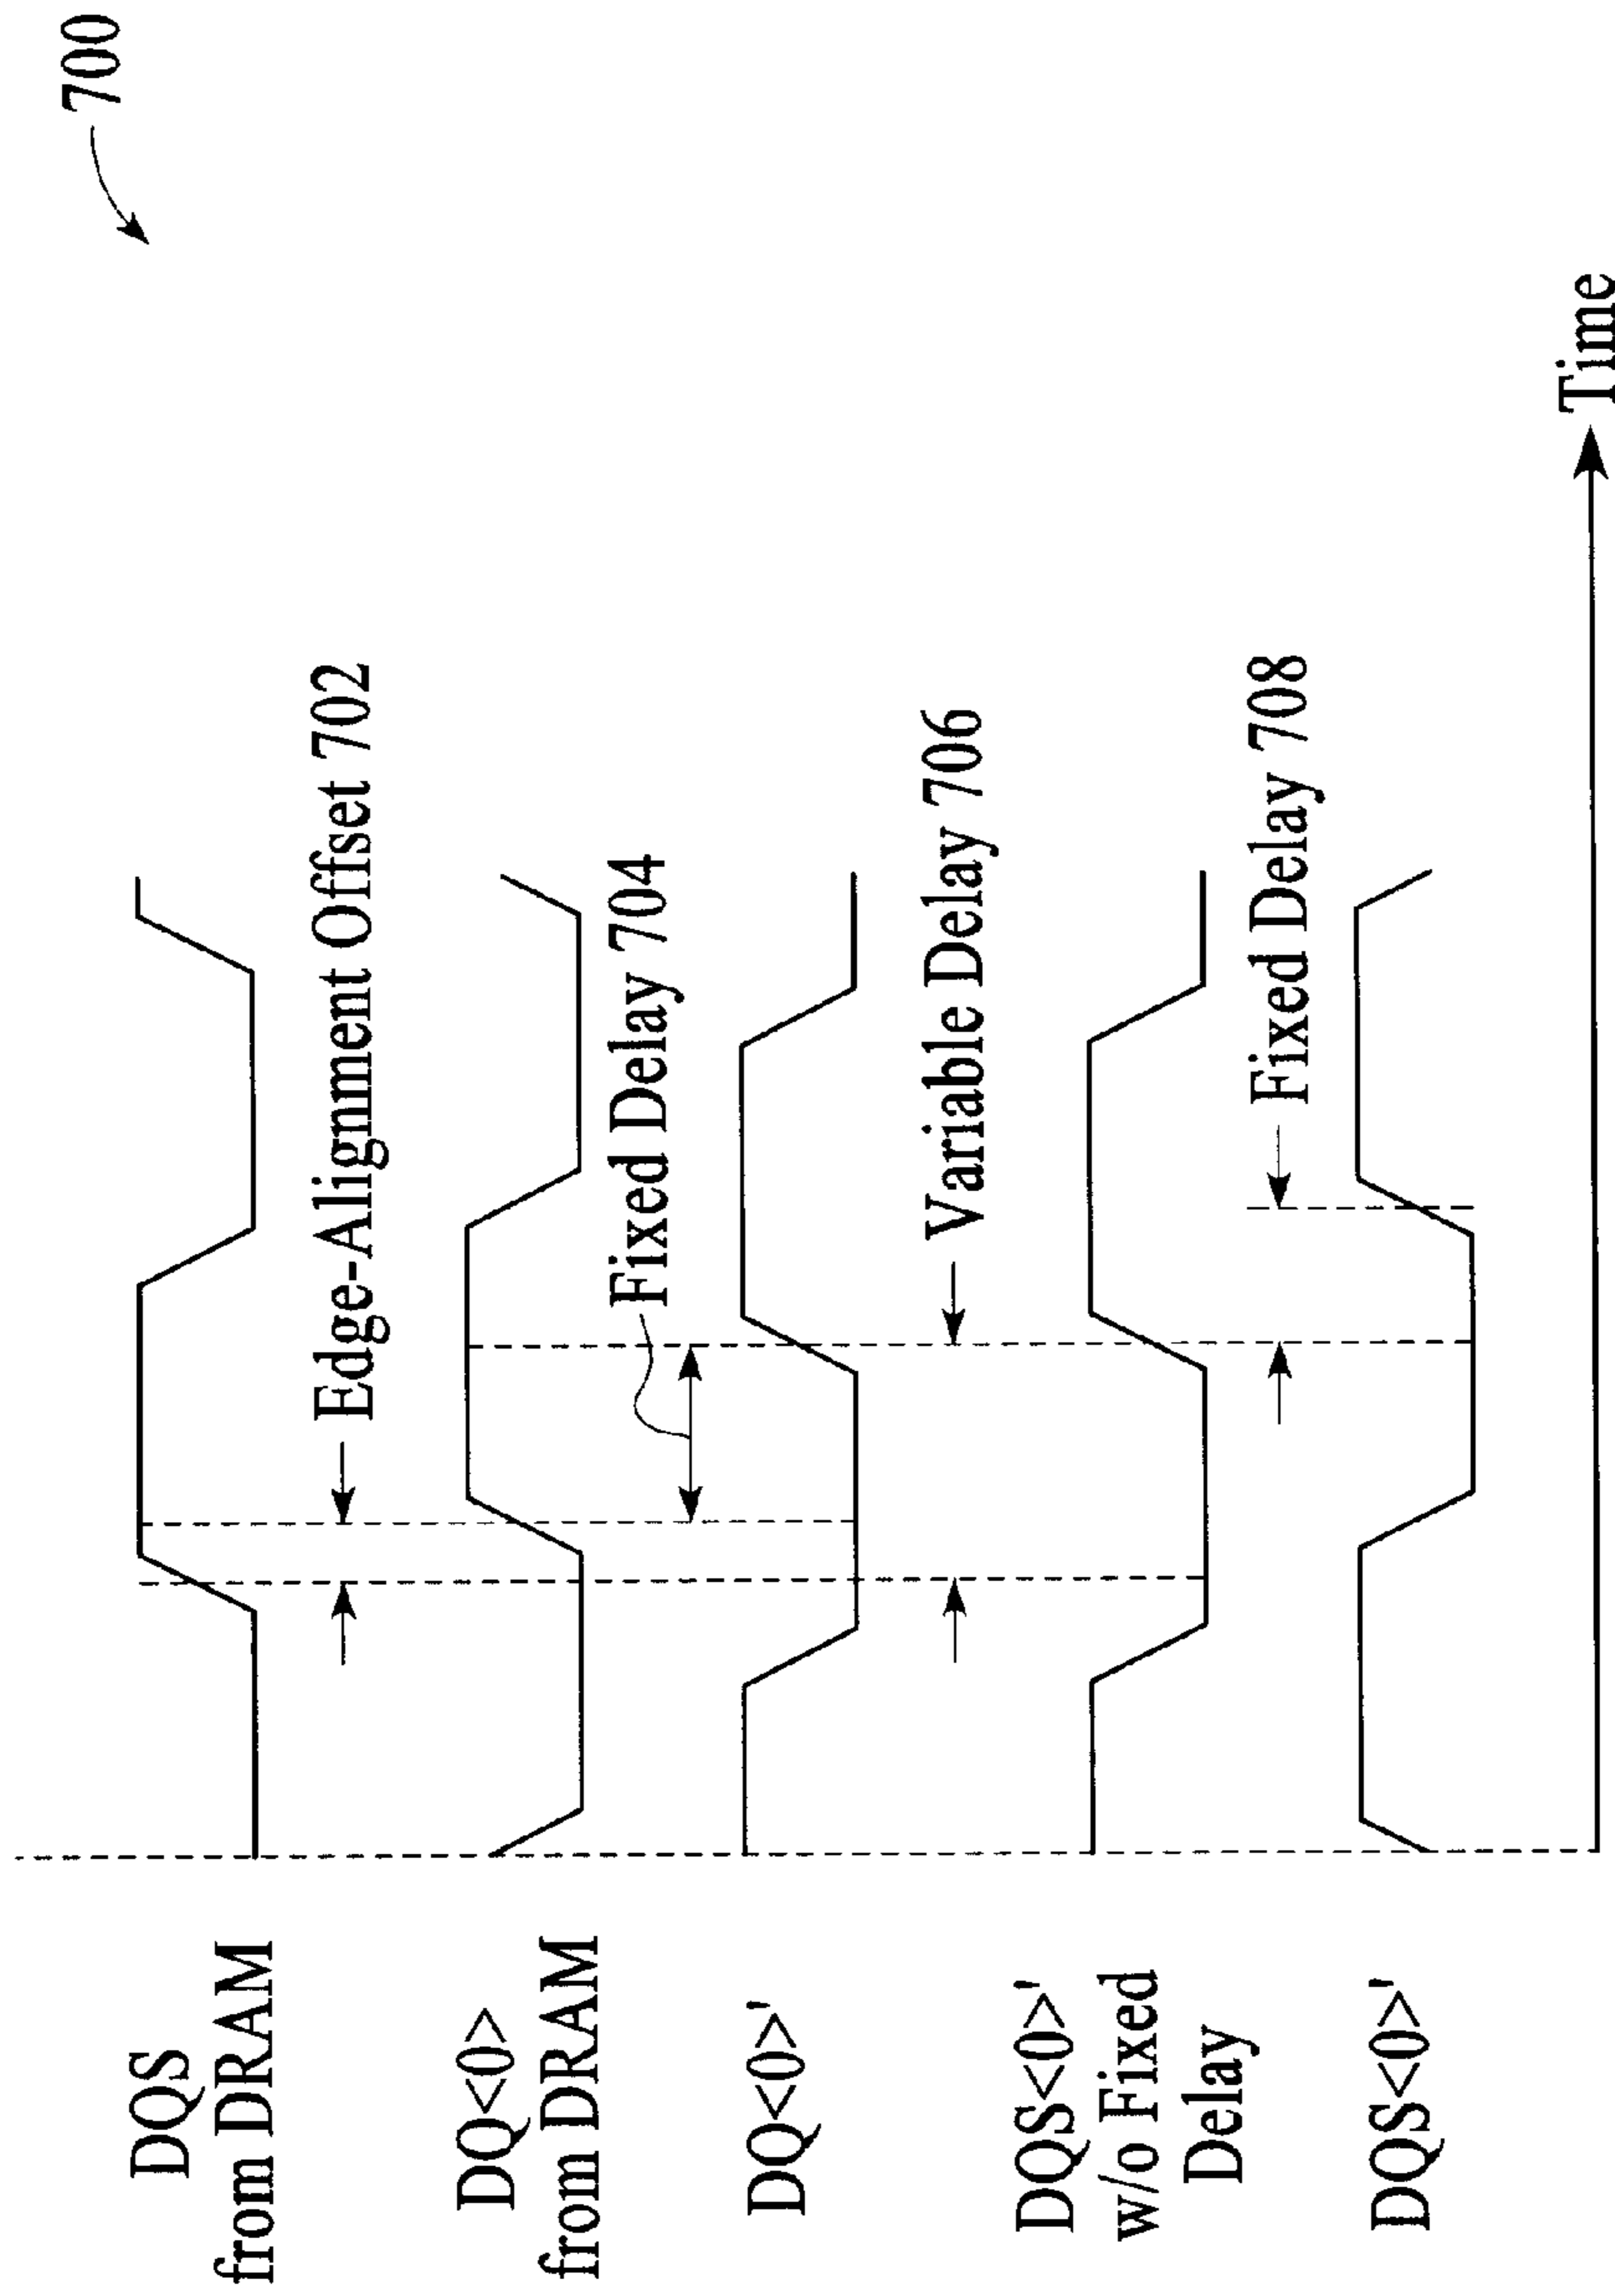 700
DQS
from DRAM
Edge-Alignment Offset 702
DQ<0>
from DRAM
Fixed Delay 704
DQ<0>'
Variable Delay 706
DQS<0>'
w/o Fixed
Delay
Fixed Delay 708
DQS<0>'
Time